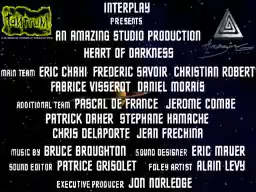 INTERPLAY
PRESENTS
AN AMAZING STUDIO PRODUCTION
HEART OF DARKNESS
MAIN TEAM ERIC CHAHI FREDERIC SAVOIR CHRISTIAN ROBERT
FABRICE VISSEROT DANIEL MORAIS
ADDITIONAL TEAM PASCAL DE FRANCE JEROME COMBE
PATRICK DAHER STEPHANE HAMACHE
CHRIS DELAPORTE JEAN FRECHINA
MUSIC BY BRUCE BROUGHTON SOUND DESIGNER ERIC MAUER
SOUND EDITOR PATRICE GRISOLET FOLEY ARTIST ALAIN LEVY
EXECUTIVE PRODUCER JON NORLEDGE